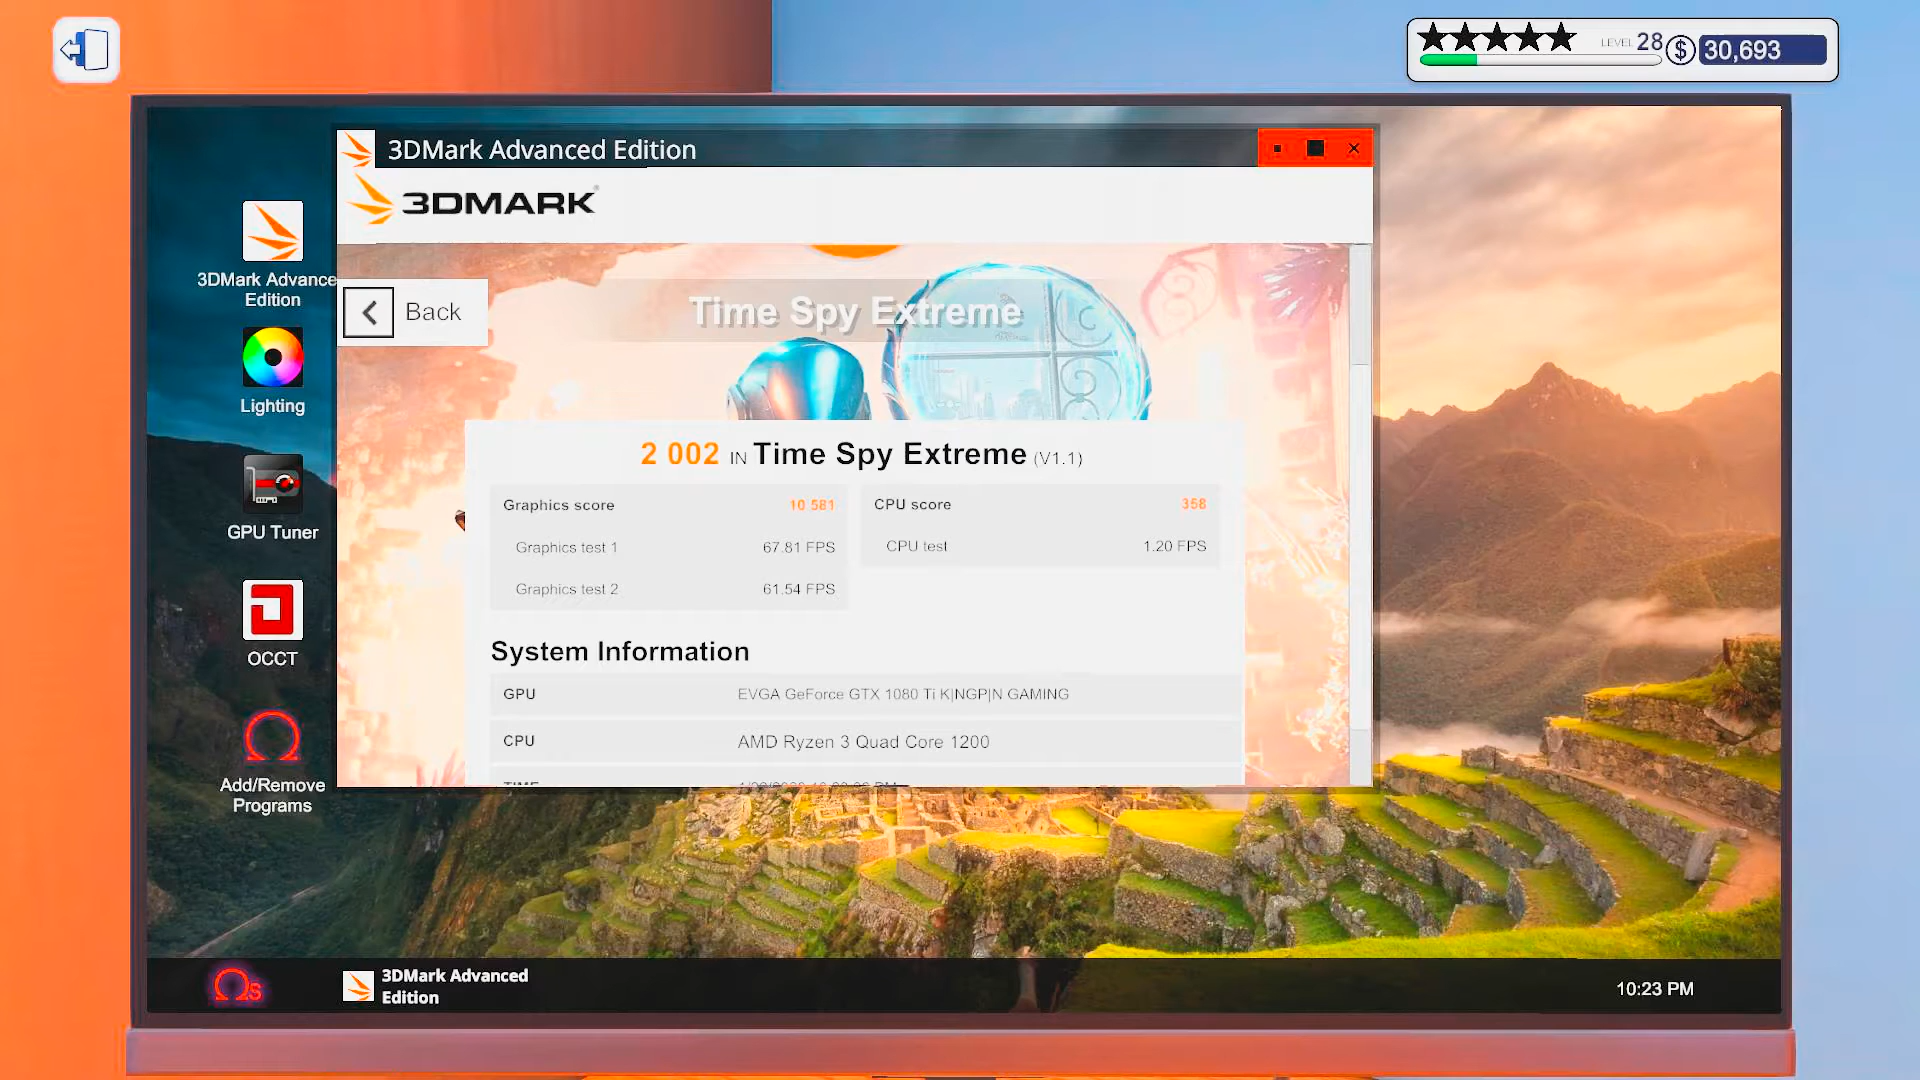 LEVEL 28
$ 30,693
3DMark Advanced Edition
3DMARK
3DMark Advance
Edition
Back
Time Spy Extreme
Lighting
2 002 IN Time Spy Extreme (V1.1)
Graphics score 10 581
CPU score 358
Graphics test 1 67.81 FPS
CPU test 1.20 FPS
GPU Tuner
Graphics test 2 61.54 FPS
OCCT
System Information
GPU EVGA GeForce GTX 1080 Ti K|NGP|N GAMING
CPU AMD Ryzen 3 Quad Core 1200
TIME
Add/Remove
Programs
Ωs
3DMark Advanced
Edition
10:23 PM